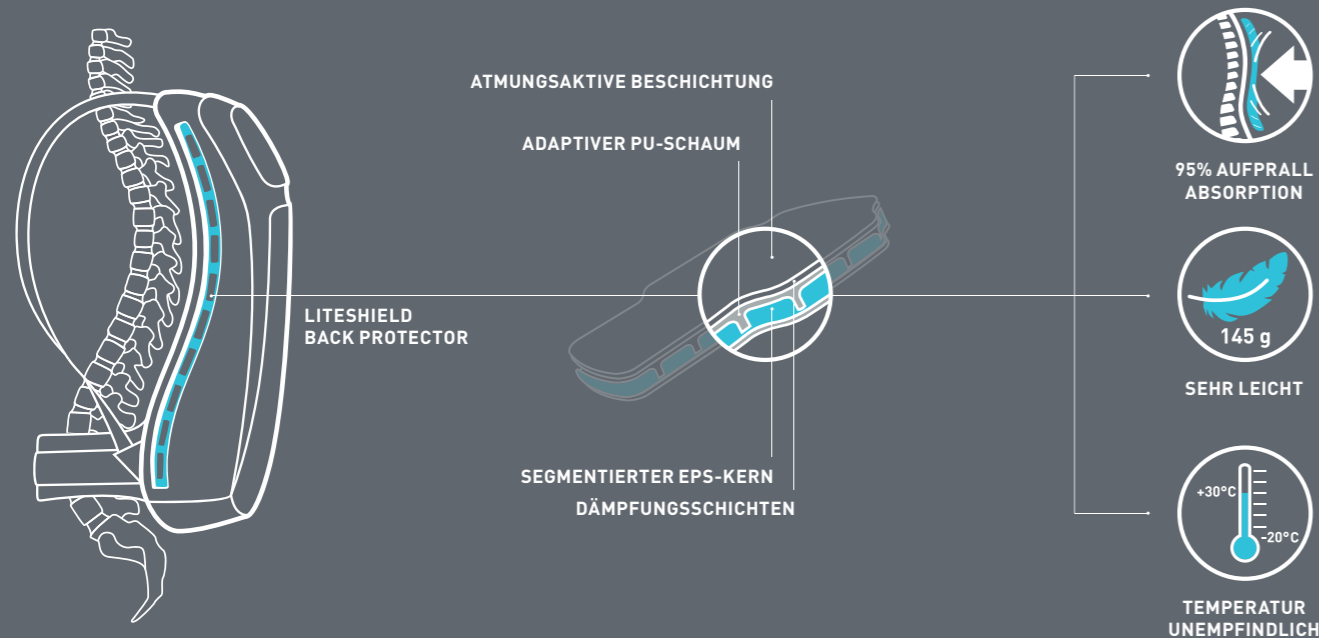 ATMUNGSAKTIVE BESCHICHTUNG
ADAPTIVER PU-SCHAUM
LITESHIELD
BACK PROTECTOR
SEGMENTIERTER EPS-KERN
DÄMPFUNGSSCHICHTEN
95% AUFPRALL
ABSORPTION
145 g
SEHR LEICHT
+30°C
-20°C
TEMPERATUR
UNEMPFINDLICH